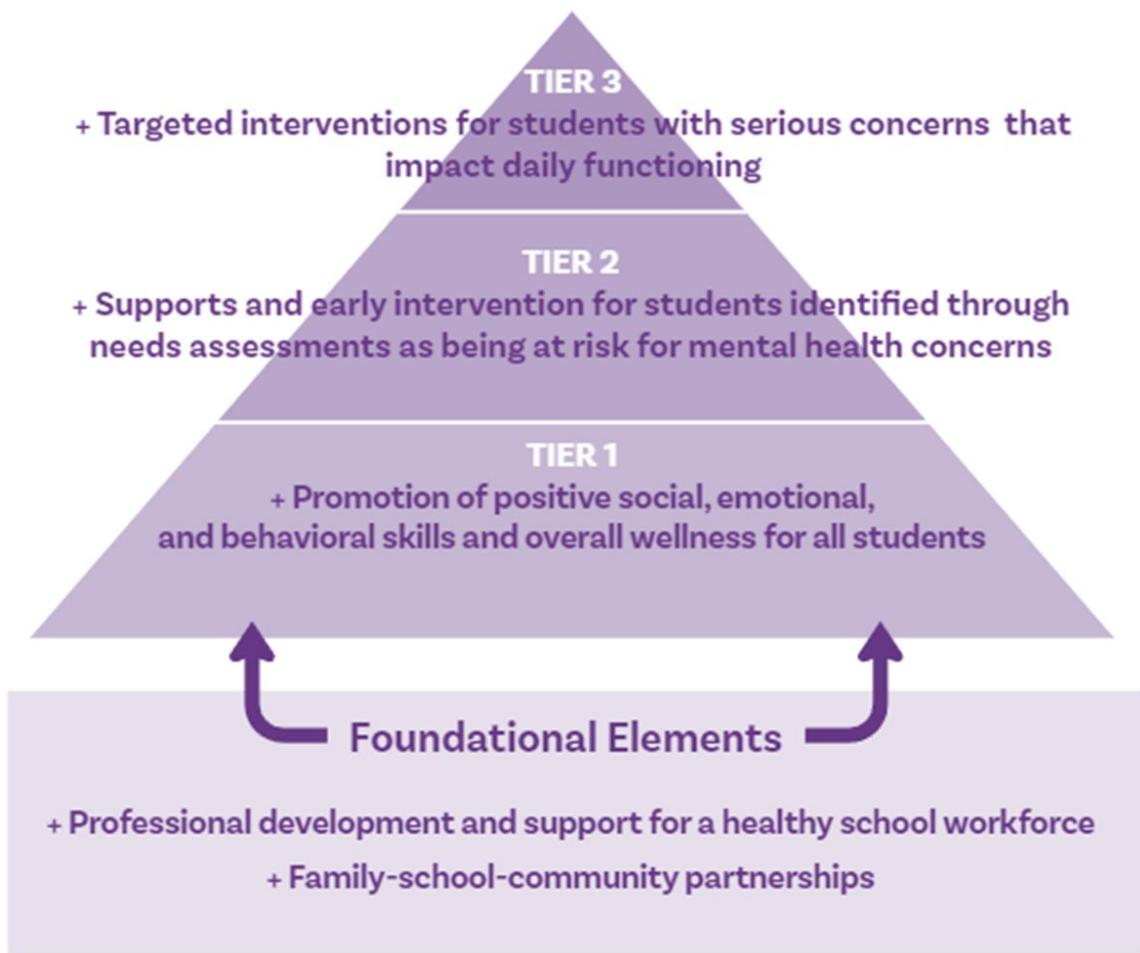 TIER 3
+ Targeted interventions for students with serious concerns that
impact daily functioning
TIER 2
+ Supports and early intervention for students identified through
needs assessments as being at risk for mental health concerns
TIER 1
+ Promotion of positive social, emotional,
and behavioral skills and overall wellness for all students
Foundational Elements
+ Professional development and support for a healthy school workforce
+ Family-school-community partnerships